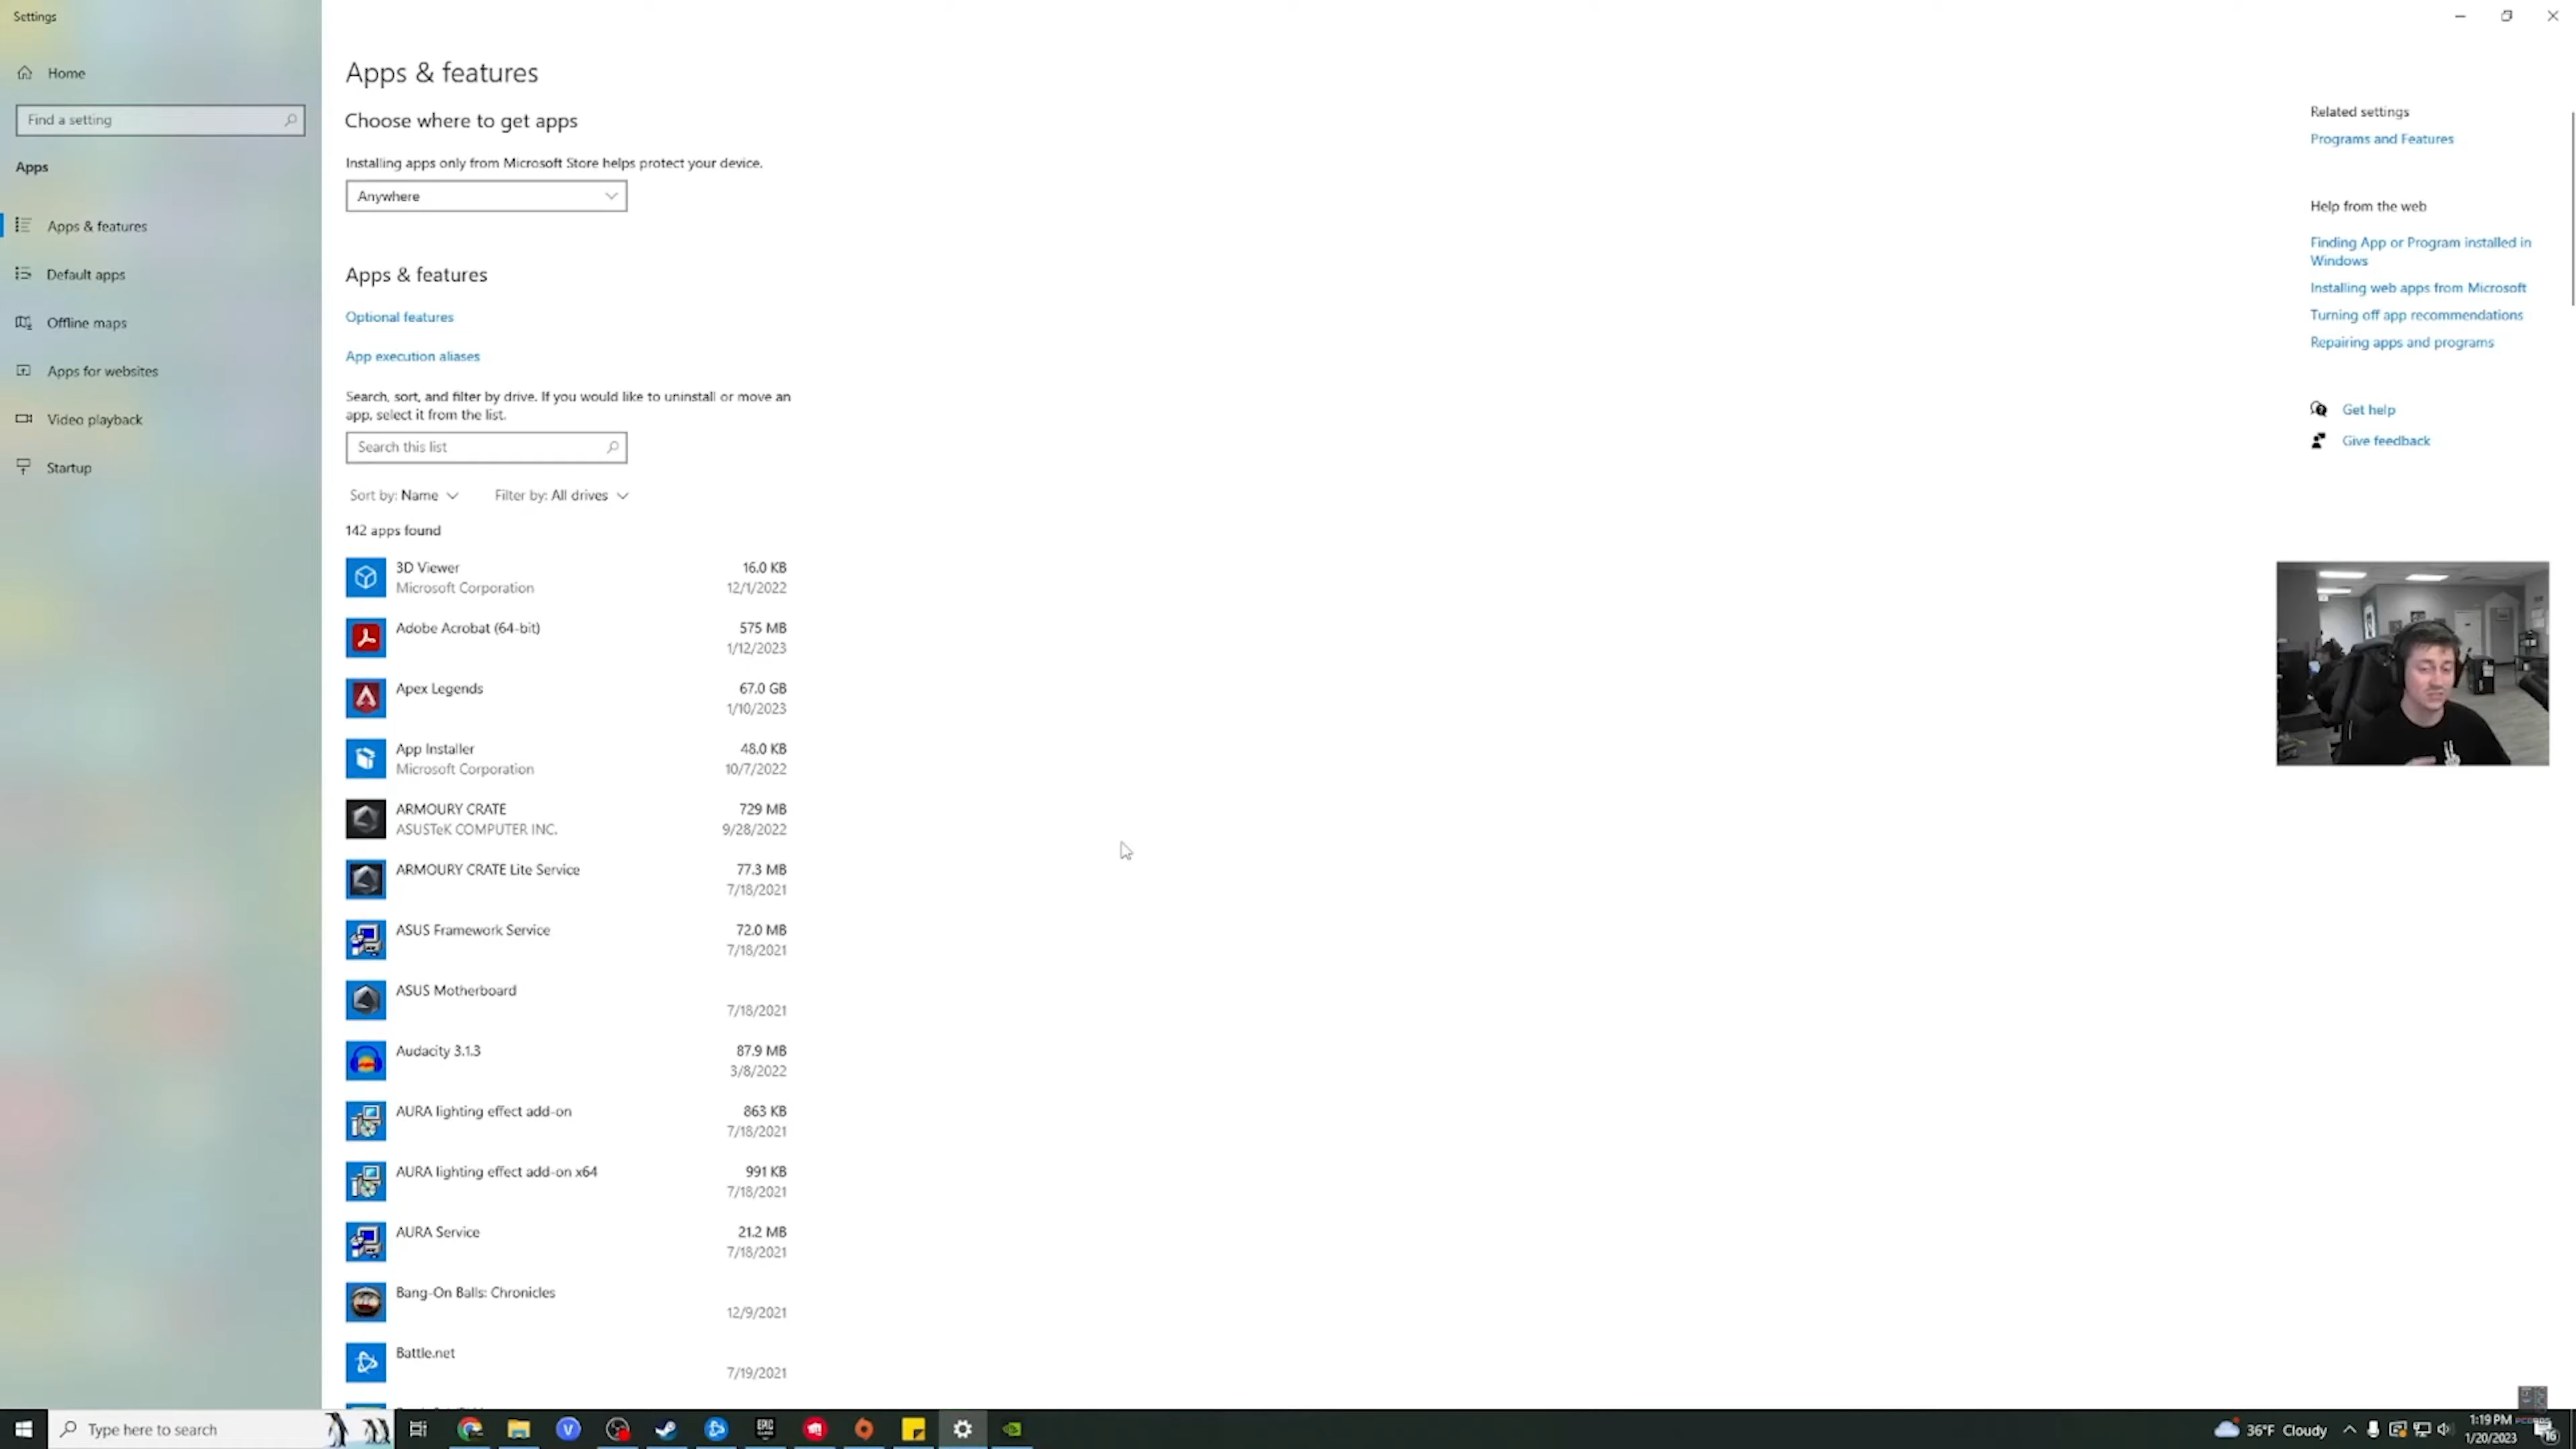 Settings
Home
Find a setting
Apps
Apps & features
Default apps
Offline maps
Apps for websites
Video playback
Startup
Apps & features
Choose where to get apps
Installing apps only from Microsoft Store helps protect your device.
Anywhere
Apps & features
Optional features
App execution aliases
Search, sort, and filter by drive. If you would like to uninstall or move an
app, select it from the list.
Search this list
Sort by: Name
Filter by: All drives
142 apps found
3D Viewer 16.0 KB
Microsoft Corporation 12/1/2022
Adobe Acrobat (64-bit) 575 MB
1/12/2023
Apex Legends 67.0 GB
1/10/2023
App Installer 48.0 KB
Microsoft Corporation 10/7/2022
ARMOURY CRATE 729 MB
ASUSTeK COMPUTER INC. 9/28/2022
ARMOURY CRATE Lite Service 77.3 MB
7/18/2021
ASUS Framework Service 72.0 MB
7/18/2021
ASUS Motherboard
7/18/2021
Audacity 3.1.3 87.9 MB
3/8/2022
AURA lighting effect add-on 863 KB
7/18/2021
AURA lighting effect add-on x64 991 KB
7/18/2021
AURA Service 21.2 MB
7/18/2021
Bang-On Balls: Chronicles
12/9/2021
Battle.net
7/19/2021
Related settings
Programs and Features
Help from the web
Finding App or Program installed in
Windows
Installing web apps from Microsoft
Turning off app recommendations
Repairing apps and programs
Get help
Give feedback
Type here to search
V
EPIC
GAMES
36°F Cloudy
1:19 PM
1/20/2023
16